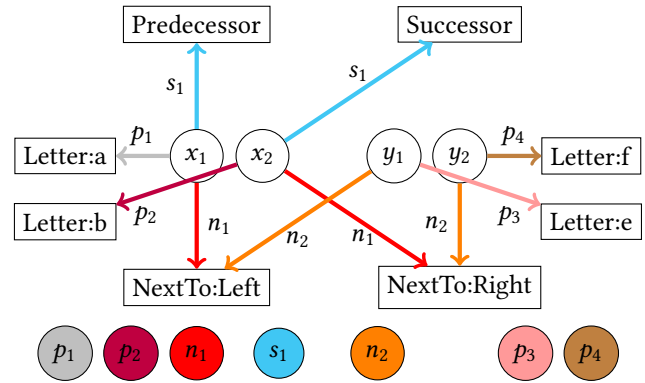 Predecessor Successor
s₁ s₁
p₁ x₁ x₂ y₁ y₂ p₄
Letter:a Letter:f
Letter:b p₂ n₁ n₂ n₁ n₂ p₃ Letter:e
NextTo:Left NextTo:Right
p₁ p₂ n₁ s₁ n₂ p₃ p₄